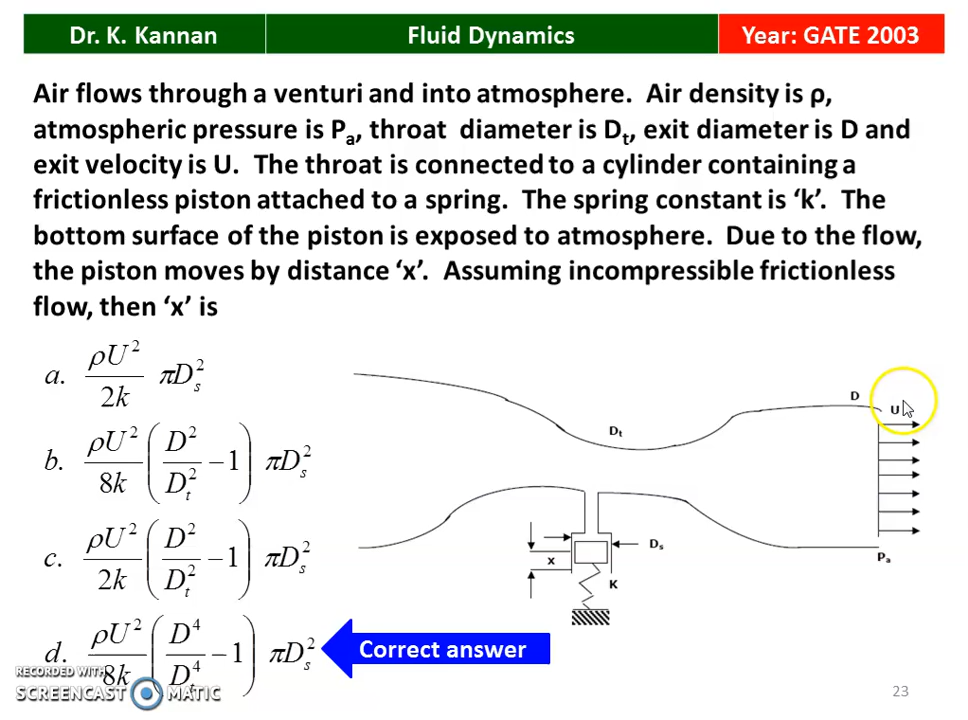 Dr. K. Kannan
Fluid Dynamics
Year: GATE 2003
Air flows through a venturi and into atmosphere. Air density is ρ,
atmospheric pressure is Pa, throat diameter is Dt, exit diameter is D and
exit velocity is U. The throat is connected to a cylinder containing a
frictionless piston attached to a spring. The spring constant is ‘k’. The
bottom surface of the piston is exposed to atmosphere. Due to the flow,
the piston moves by distance ‘x’. Assuming incompressible frictionless
flow, then ‘x’ is
a. ρU²/2k πDs²
b. ρU²/8k (D²/Dt² − 1) πDs²
c. ρU²/2k (D²/Dt² − 1) πDs²
d. ρU²/8k (D⁴/Dt⁴ − 1) πDs²
Correct answer
D
U
Dt
Ds
x
K
Pa
RECORDED WITH
SCREENCAST MATIC
23